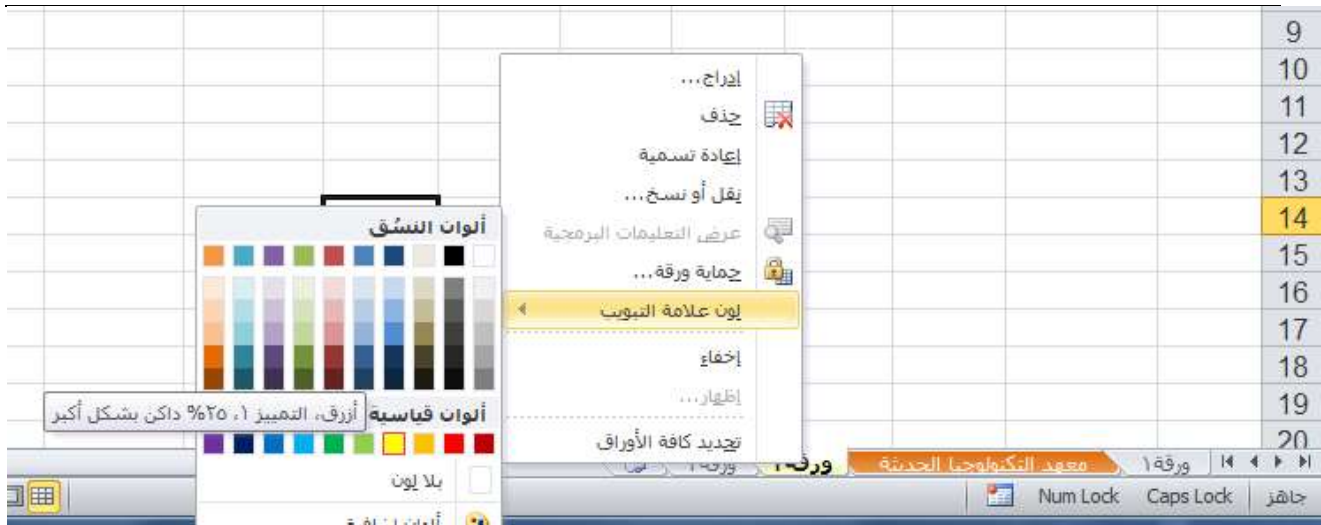 9
10
11
12
13
14
15
16
17
18
19
20
إدراج...
حذف
إعادة تسمية
نقل أو نسخ...
عرض التعليمات البرمجية
حماية ورقة...
لون علامة التبويب
إخفاء
إظهار...
تحديد كافة الأوراق
ألوان النسُق
ألوان قياسية
أزرق، التمييز ١، ٢٥% داكن بشكل أكبر
بلا لون
ورقة١ معهد التكنولوجيا الحديثة
جاهز Caps Lock Num Lock